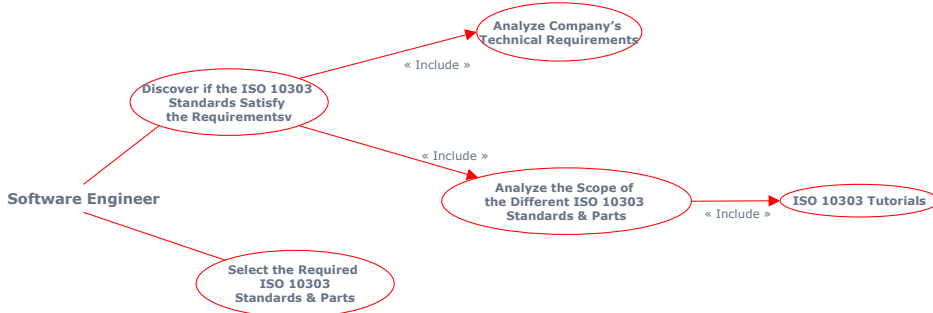 Analyze Company's
Technical Requirements
« Include »
Discover if the ISO 10303
Standards Satisfy
the Requirementsv
« Include »
Software Engineer
Analyze the Scope of
the Different ISO 10303
Standards & Parts
« Include »
ISO 10303 Tutorials
Select the Required
ISO 10303
Standards & Parts